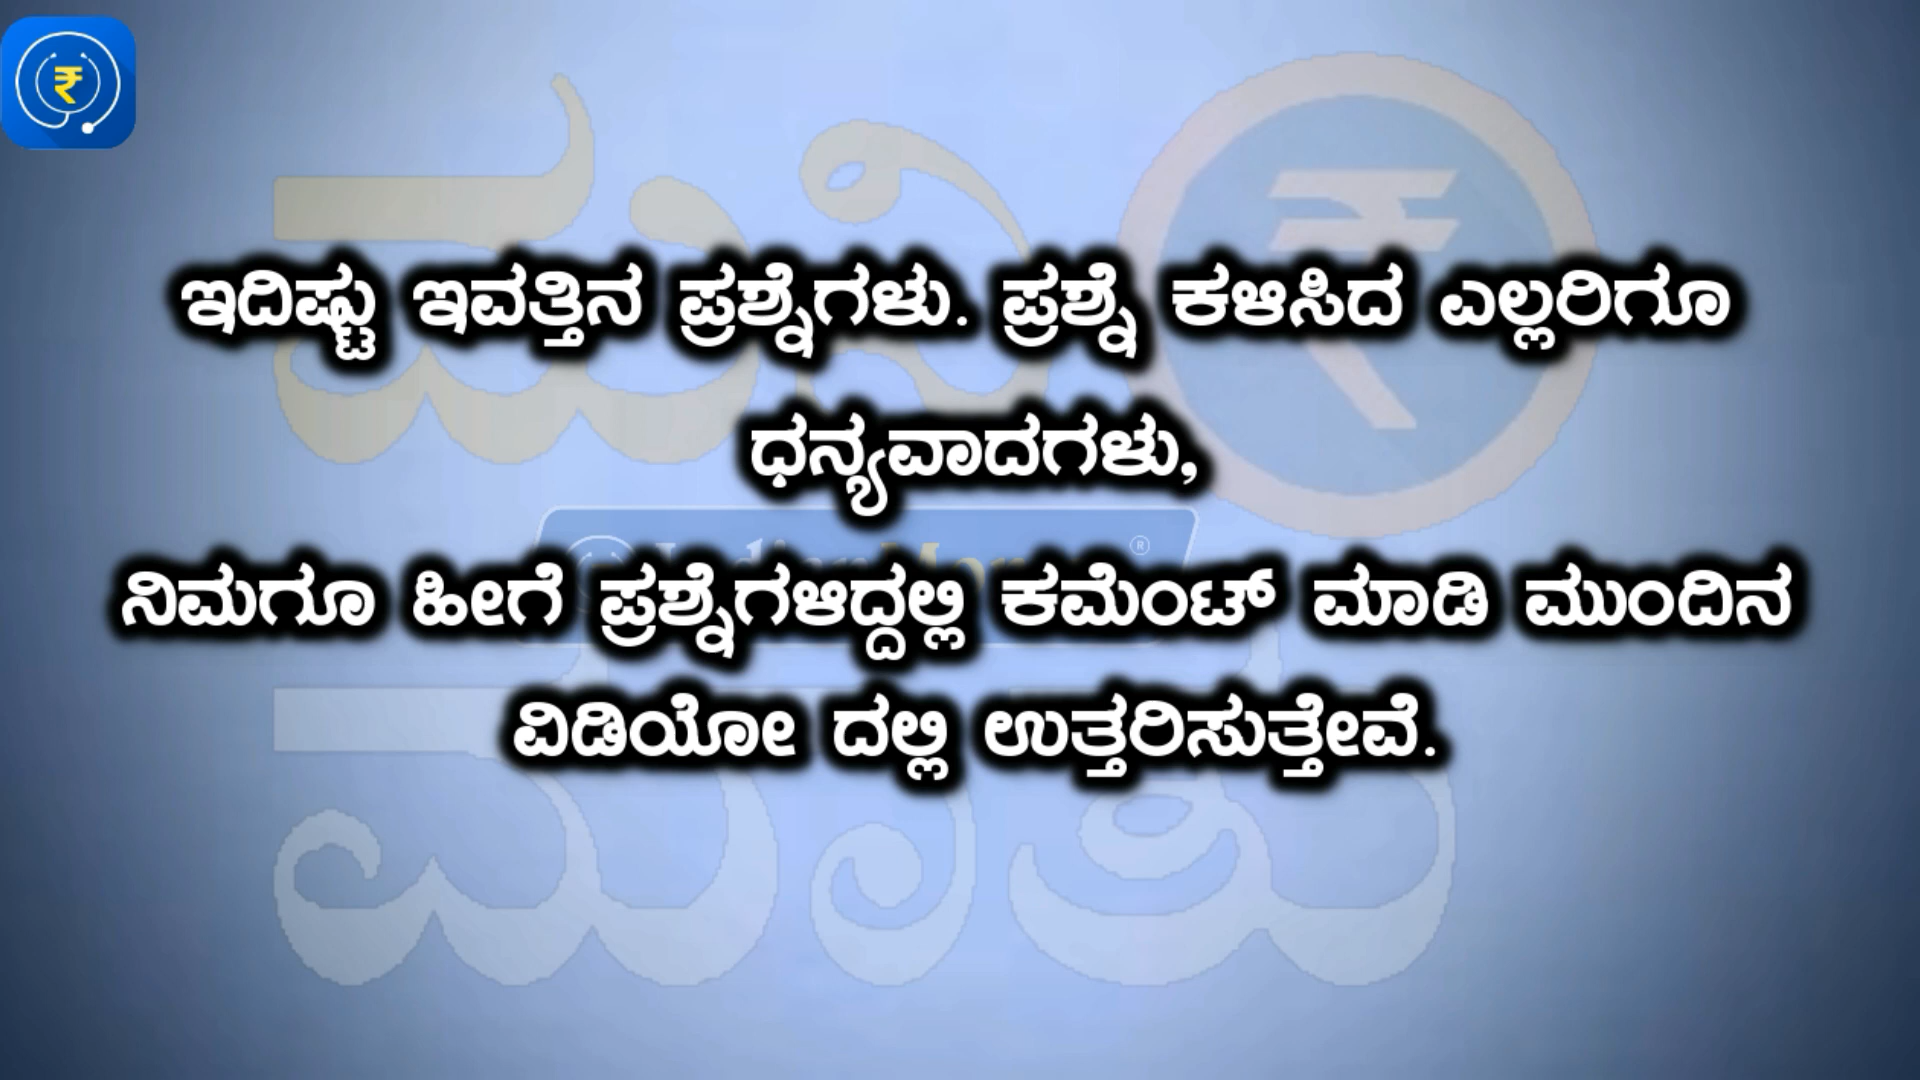 ಇದಿಷ್ಟು ಇವತ್ತಿನ ಪ್ರಶ್ನೆಗಳು. ಪ್ರಶ್ನೆ ಕಳಿಸಿದ ಎಲ್ಲರಿಗೂ
ಧನ್ಯವಾದಗಳು,
ನಿಮಗೂ ಹೀಗೆ ಪ್ರಶ್ನೆಗಳಿದ್ದಲ್ಲಿ ಕಮೆಂಟ್ ಮಾಡಿ ಮುಂದಿನ
ವಿಡಿಯೋ ದಲ್ಲಿ ಉತ್ತರಿಸುತ್ತೇವೆ.
ಮನಿ
ಮಾತು